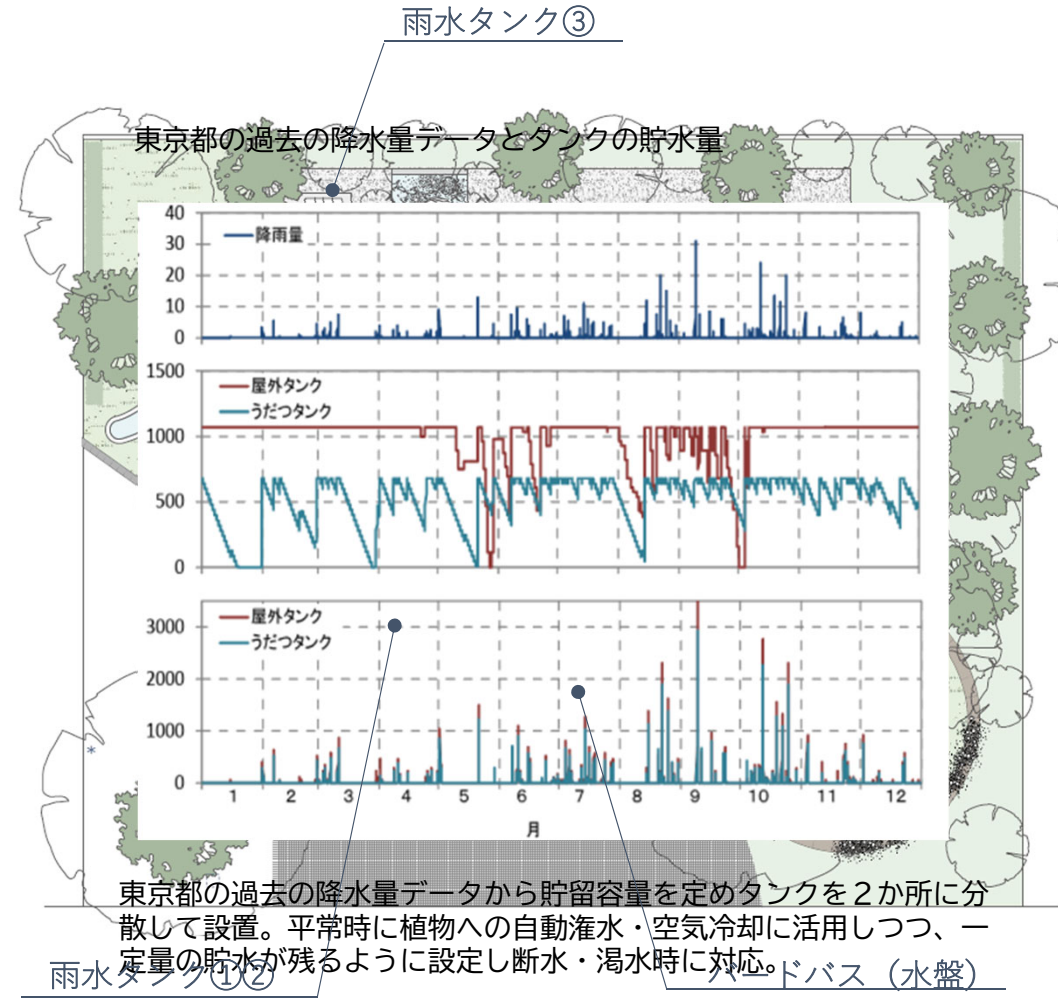 雨水タンク③
東京都の過去の降水量データとタンクの貯水量
40
30
20
10
0
降雨量
1500
1000
500
0
屋外タンク
うだつタンク
3000
2000
1000
0
屋外タンク
うだつタンク
1 2 3 4 5 6 7 8 9 10 11 12
月
*
東京都の過去の降水量データから貯留容量を定めタンクを２か所に分
散して設置。平常時に植物への自動潅水・空気冷却に活用しつつ、一
定量の貯水が残るように設定し断水・渇水時に対応。
雨水タンク①②
バードバス（水盤）